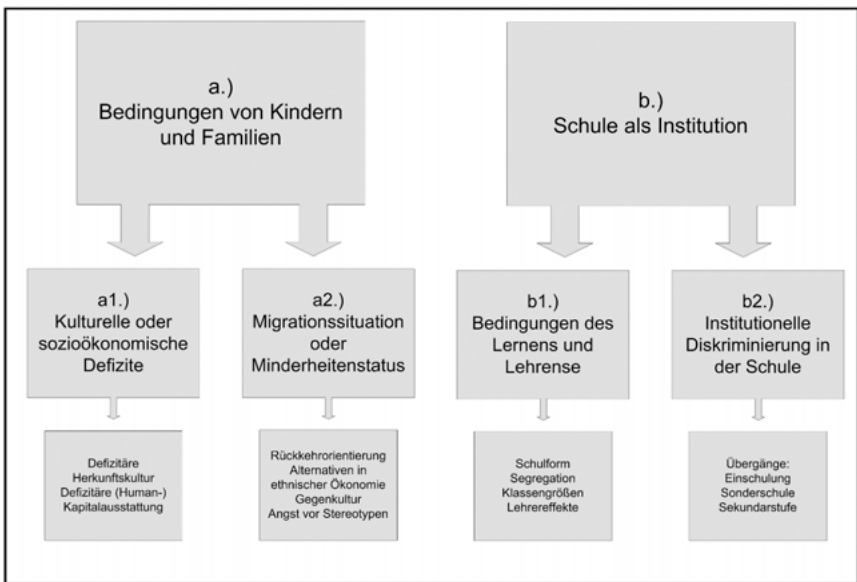 a.)
Bedingungen von Kindern
und Familien
b.)
Schule als Institution
a1.)
Kulturelle oder
sozioökonomische
Defizite
a2.)
Migrationssituation
oder
Minderheitenstatus
b1.)
Bedingungen des
Lernens und
Lehrense
b2.)
Institutionelle
Diskriminierung in
der Schule
Defizitäre
Herkunftskultur
Defizitäre (Human-)
Kapitalausstattung
Rückkehrorientierung
Alternativen in
ethnischer Ökonomie
Gegenkultur
Angst vor Stereotypen
Schulform
Segregation
Klassengrößen
Lehrereffekte
Übergänge:
Einschulung
Sonderschule
Sekundarstufe